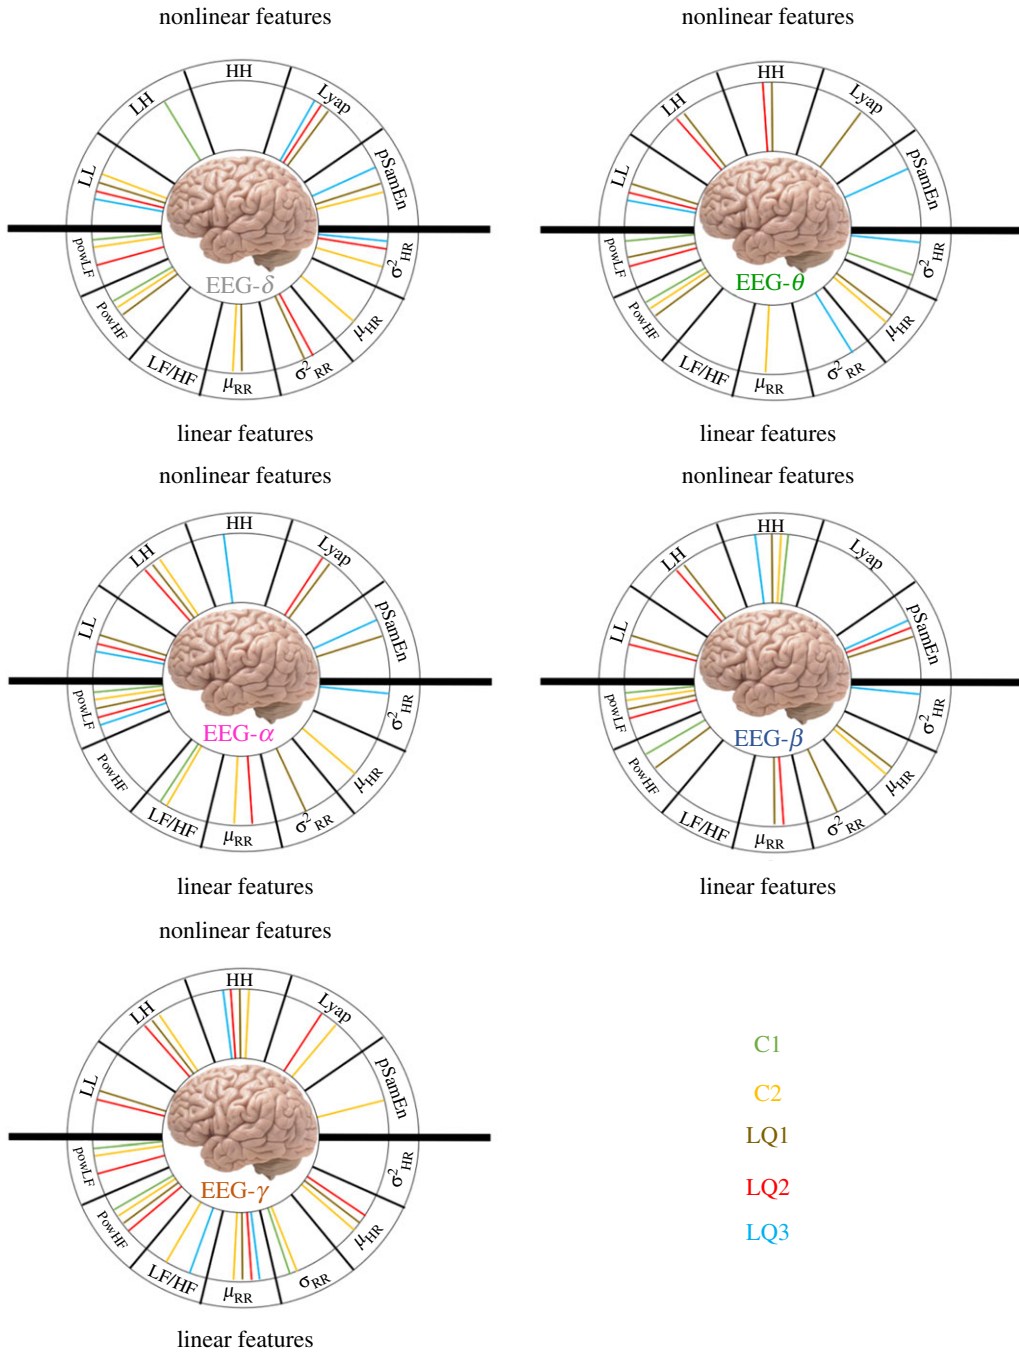 nonlinear features
nonlinear features
HH
LH
Lyap
LL
pSamEn
powLF
σ²HR
EEG-δ
PowHF
μHR
LF/HF
μRR
σ²RR
HH
LH
Lyap
LL
pSamEn
powLF
σ²HR
EEG-θ
PowHF
μHR
LF/HF
μRR
σ²RR
linear features
linear features
nonlinear features
nonlinear features
HH
LH
Lyap
LL
pSamEn
powLF
σ²HR
EEG-α
PowHF
μHR
LF/HF
μRR
σ²RR
HH
LH
Lyap
LL
pSamEn
powLF
σ²HR
EEG-β
PowHF
μHR
LF/HF
μRR
σ²RR
linear features
linear features
nonlinear features
HH
LH
Lyap
LL
pSamEn
powLF
σ²HR
EEG-γ
PowHF
μHR
LF/HF
μRR
σRR
linear features
C1
C2
LQ1
LQ2
LQ3